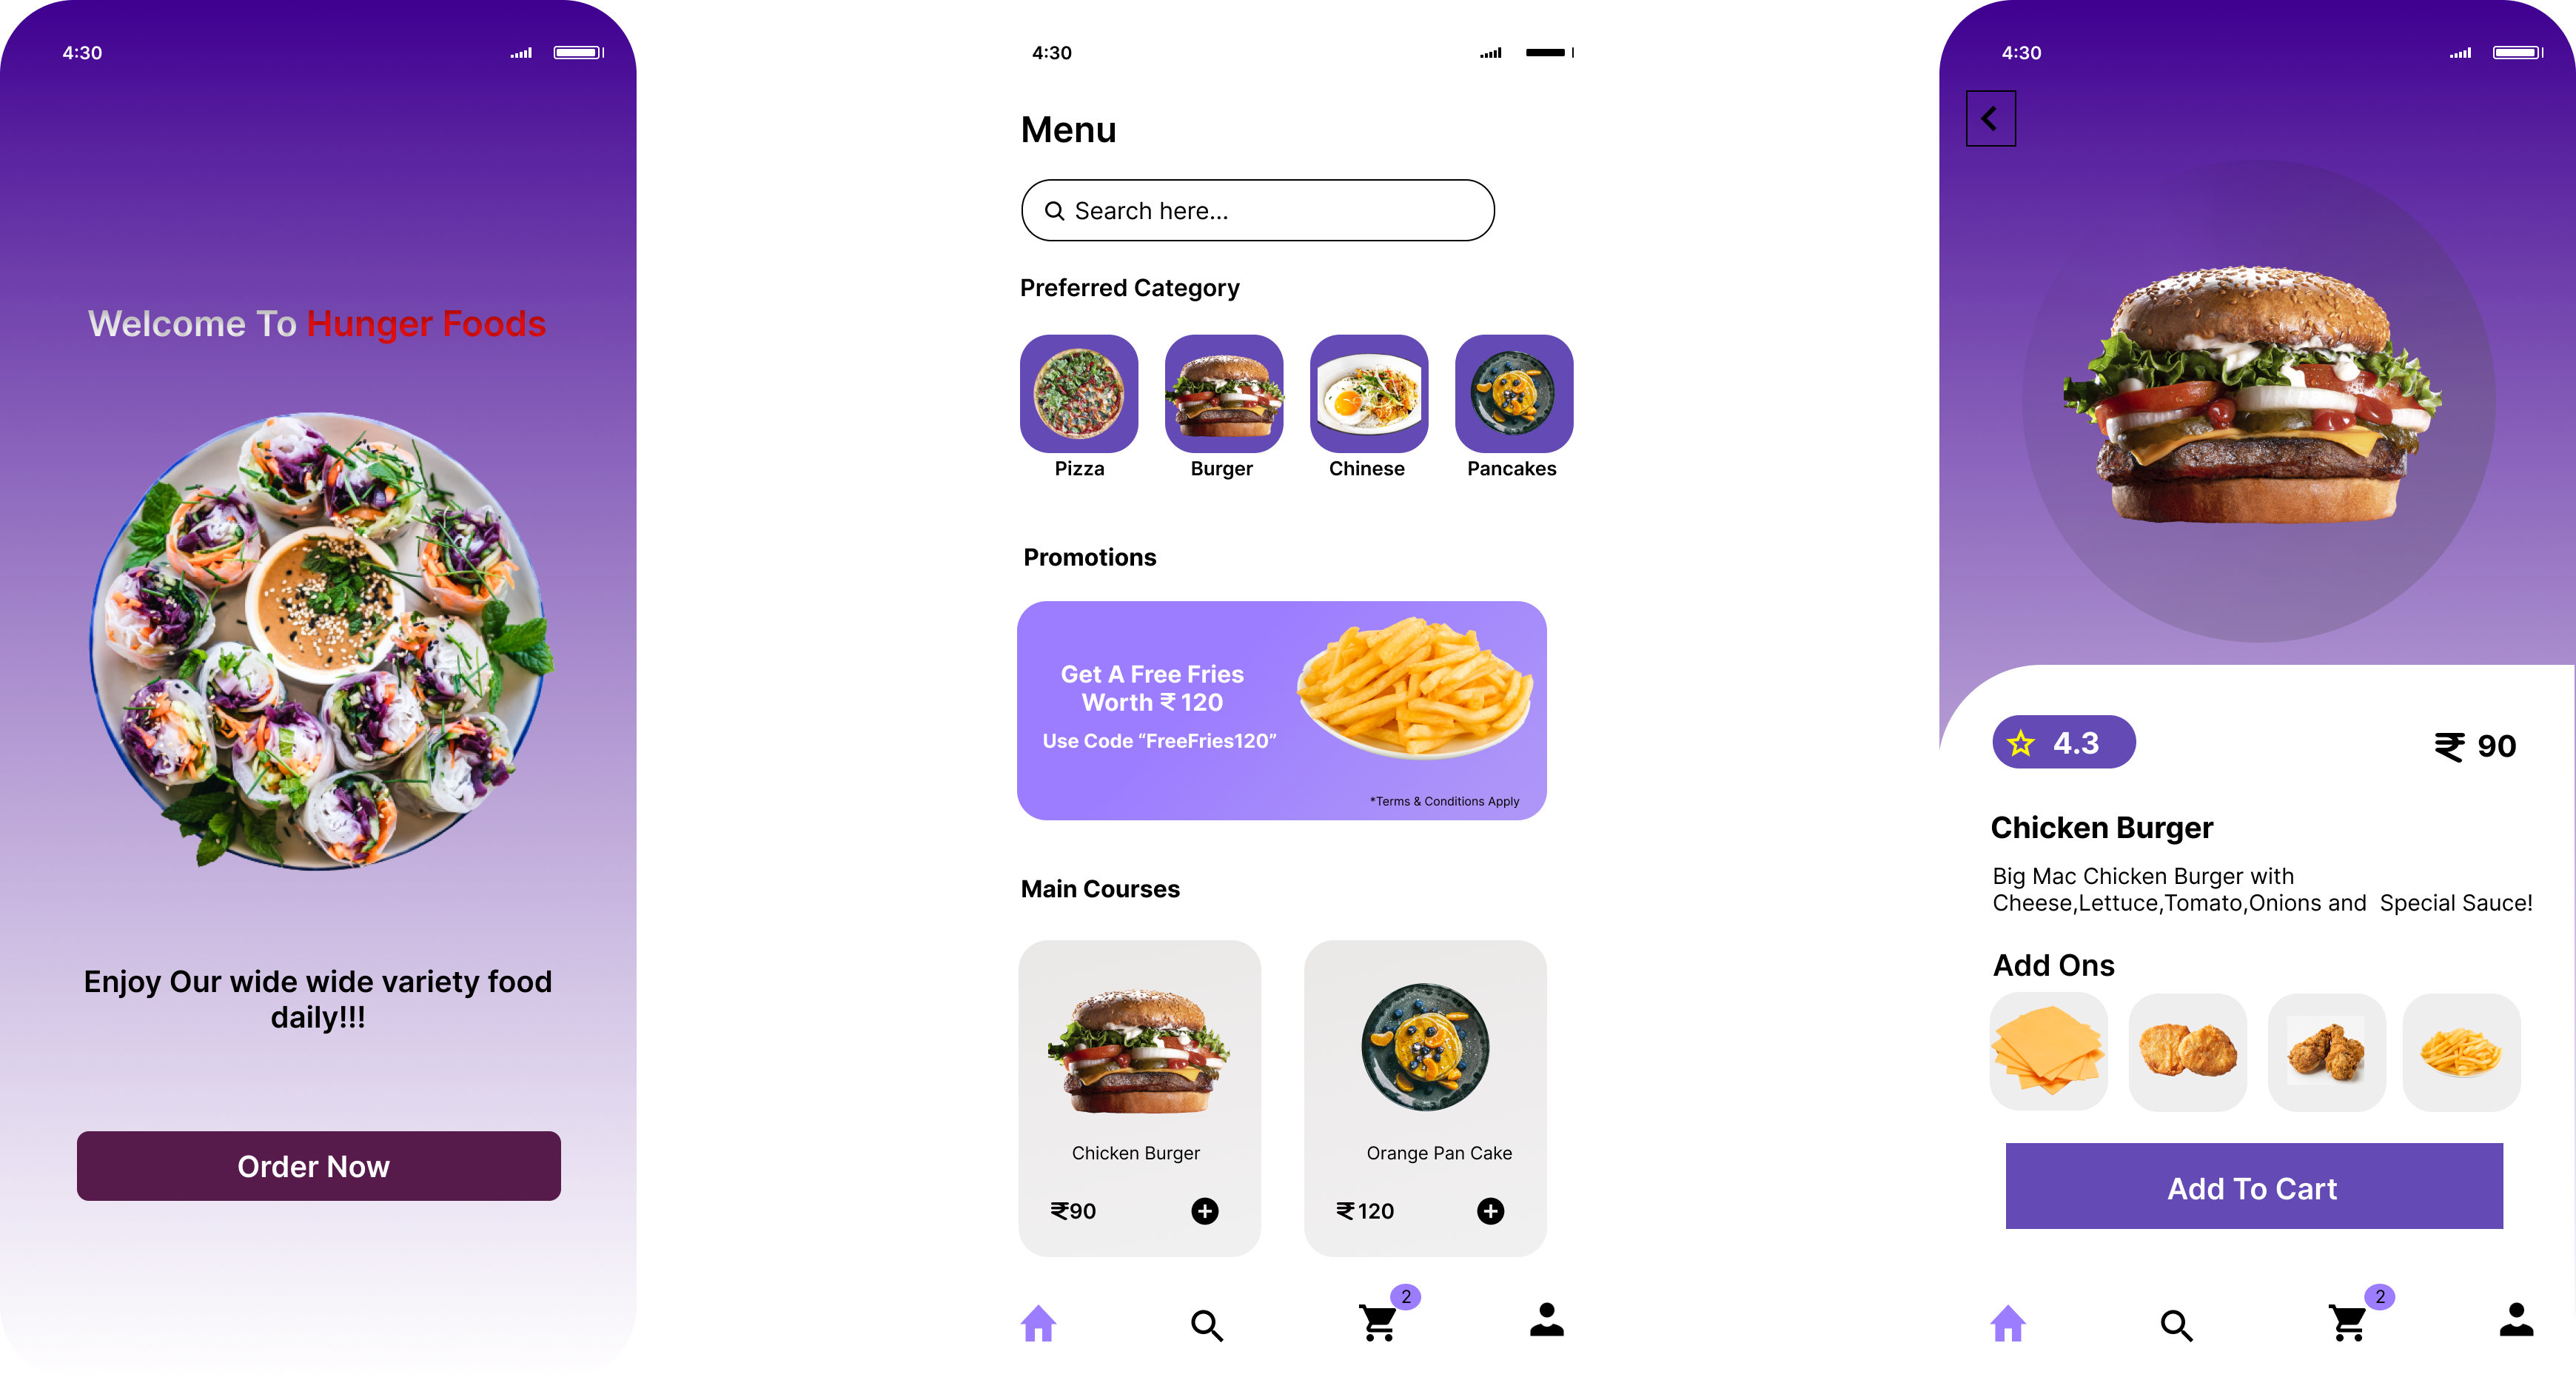 4:30
Welcome To Hunger Foods
Enjoy Our wide wide variety food
daily!!!
Order Now
4:30
Menu
Search here...
Preferred Category
Pizza
Burger
Chinese
Pancakes
Promotions
Get A Free Fries
Worth ₹ 120
Use Code “FreeFries120”
*Terms & Conditions Apply
Main Courses
Chicken Burger
₹90
Orange Pan Cake
₹ 120
2
4:30
4.3
₹ 90
Chicken Burger
Big Mac Chicken Burger with
Cheese,Lettuce,Tomato,Onions and  Special Sauce!
Add Ons
Add To Cart
2